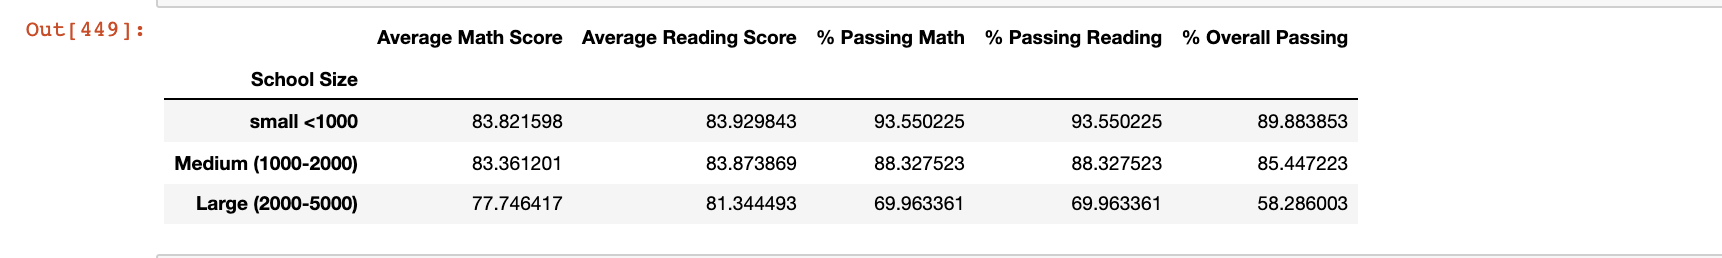 Out[449]:
Average Math Score Average Reading Score % Passing Math % Passing Reading % Overall Passing
School Size
small <1000 83.821598 83.929843 93.550225 93.550225 89.883853
Medium (1000-2000) 83.361201 83.873869 88.327523 88.327523 85.447223
Large (2000-5000) 77.746417 81.344493 69.963361 69.963361 58.286003